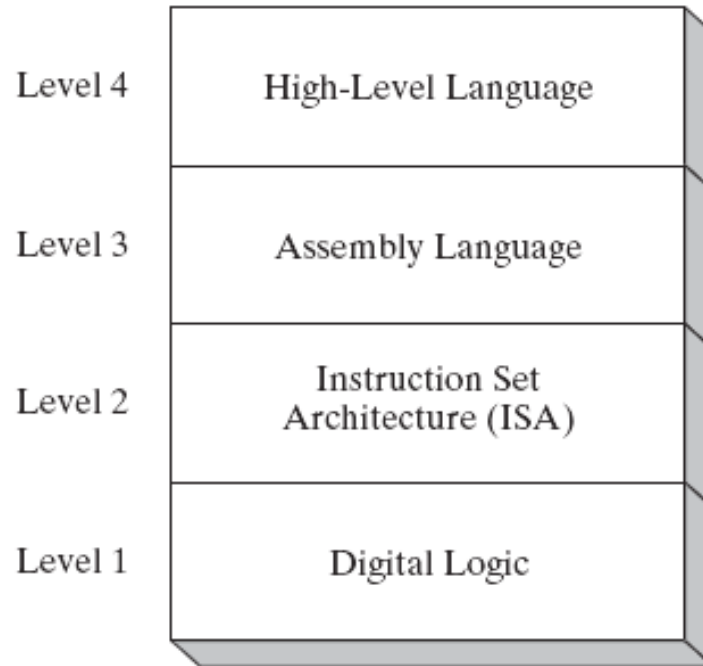 Level 4
High-Level Language
Level 3
Assembly Language
Level 2
Instruction Set
Architecture (ISA)
Level 1
Digital Logic